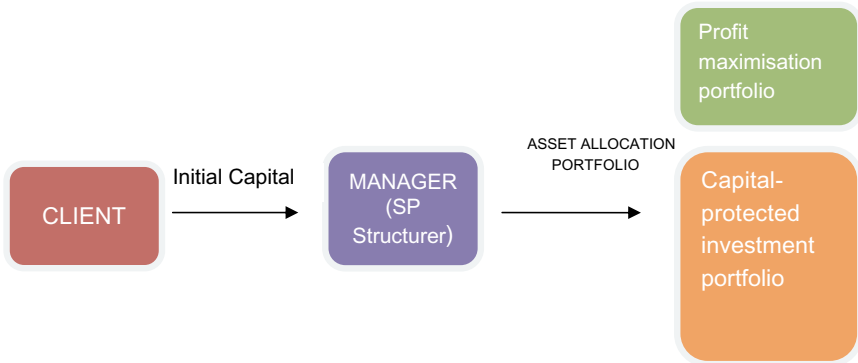 CLIENT
Initial Capital
MANAGER
(SP
Structurer)
ASSET ALLOCATION
PORTFOLIO
Profit
maximisation
portfolio
Capital-
protected
investment
portfolio